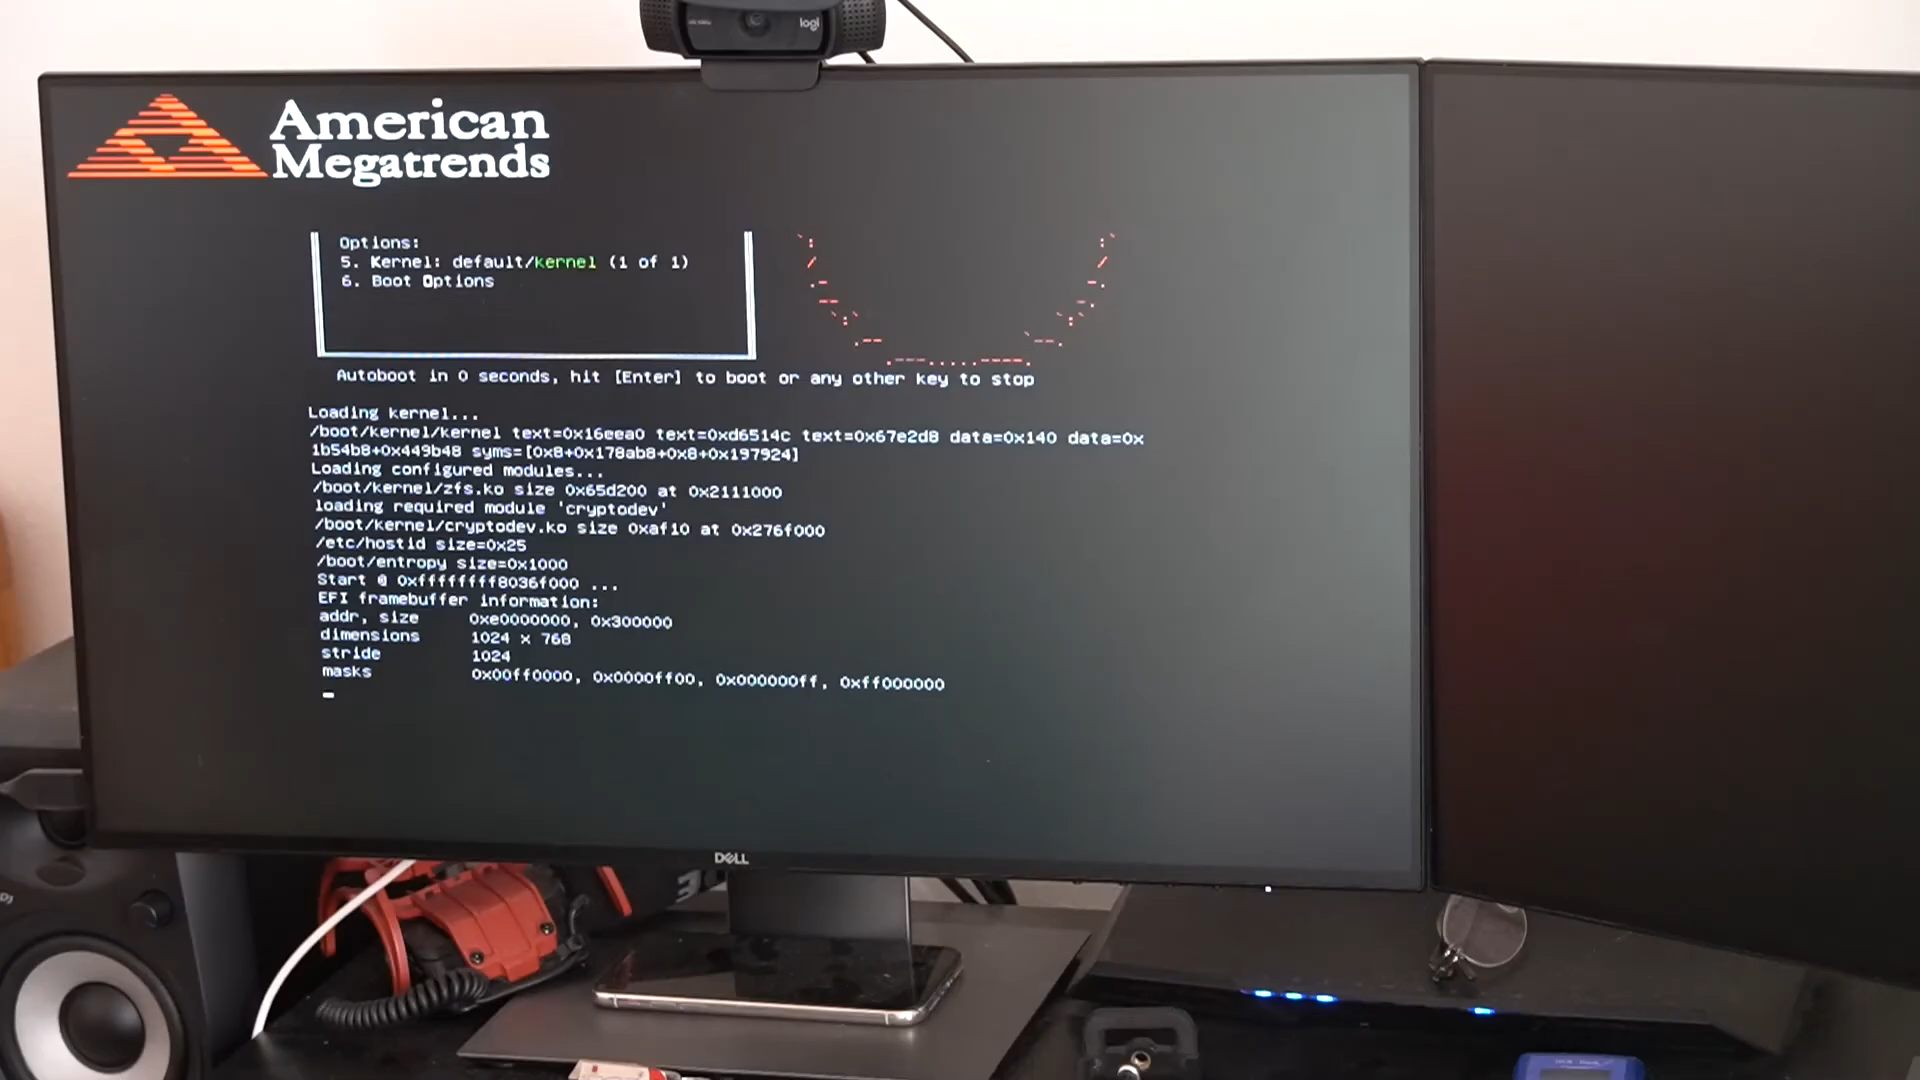 logi
American
Megatrends
Options:
5. Kernel: default/kernel (1 of 1)
6. Boot Options
Autoboot in 0 seconds, hit [Enter] to boot or any other key to stop
Loading kernel...
/boot/kernel/kernel text=0x16eea0 text=0xd6514c text=0x67e2d8 data=0x140 data=0x
1b54b8+0x449b48 syms=[0x8+0x178ab8+0x8+0x197924]
Loading configured modules...
/boot/kernel/zfs.ko size 0x65d200 at 0x2111000
loading required module 'cryptodev'
/boot/kernel/cryptodev.ko size 0xaf10 at 0x276f000
/etc/hostid size=0x25
/boot/entropy size=0x1000
Start @ 0xffffffff8036f000 ...
EFI framebuffer information:
addr, size 0xe0000000, 0x300000
dimensions 1024 x 768
stride 1024
masks 0x00ff0000, 0x0000ff00, 0x000000ff, 0xff000000
DELL